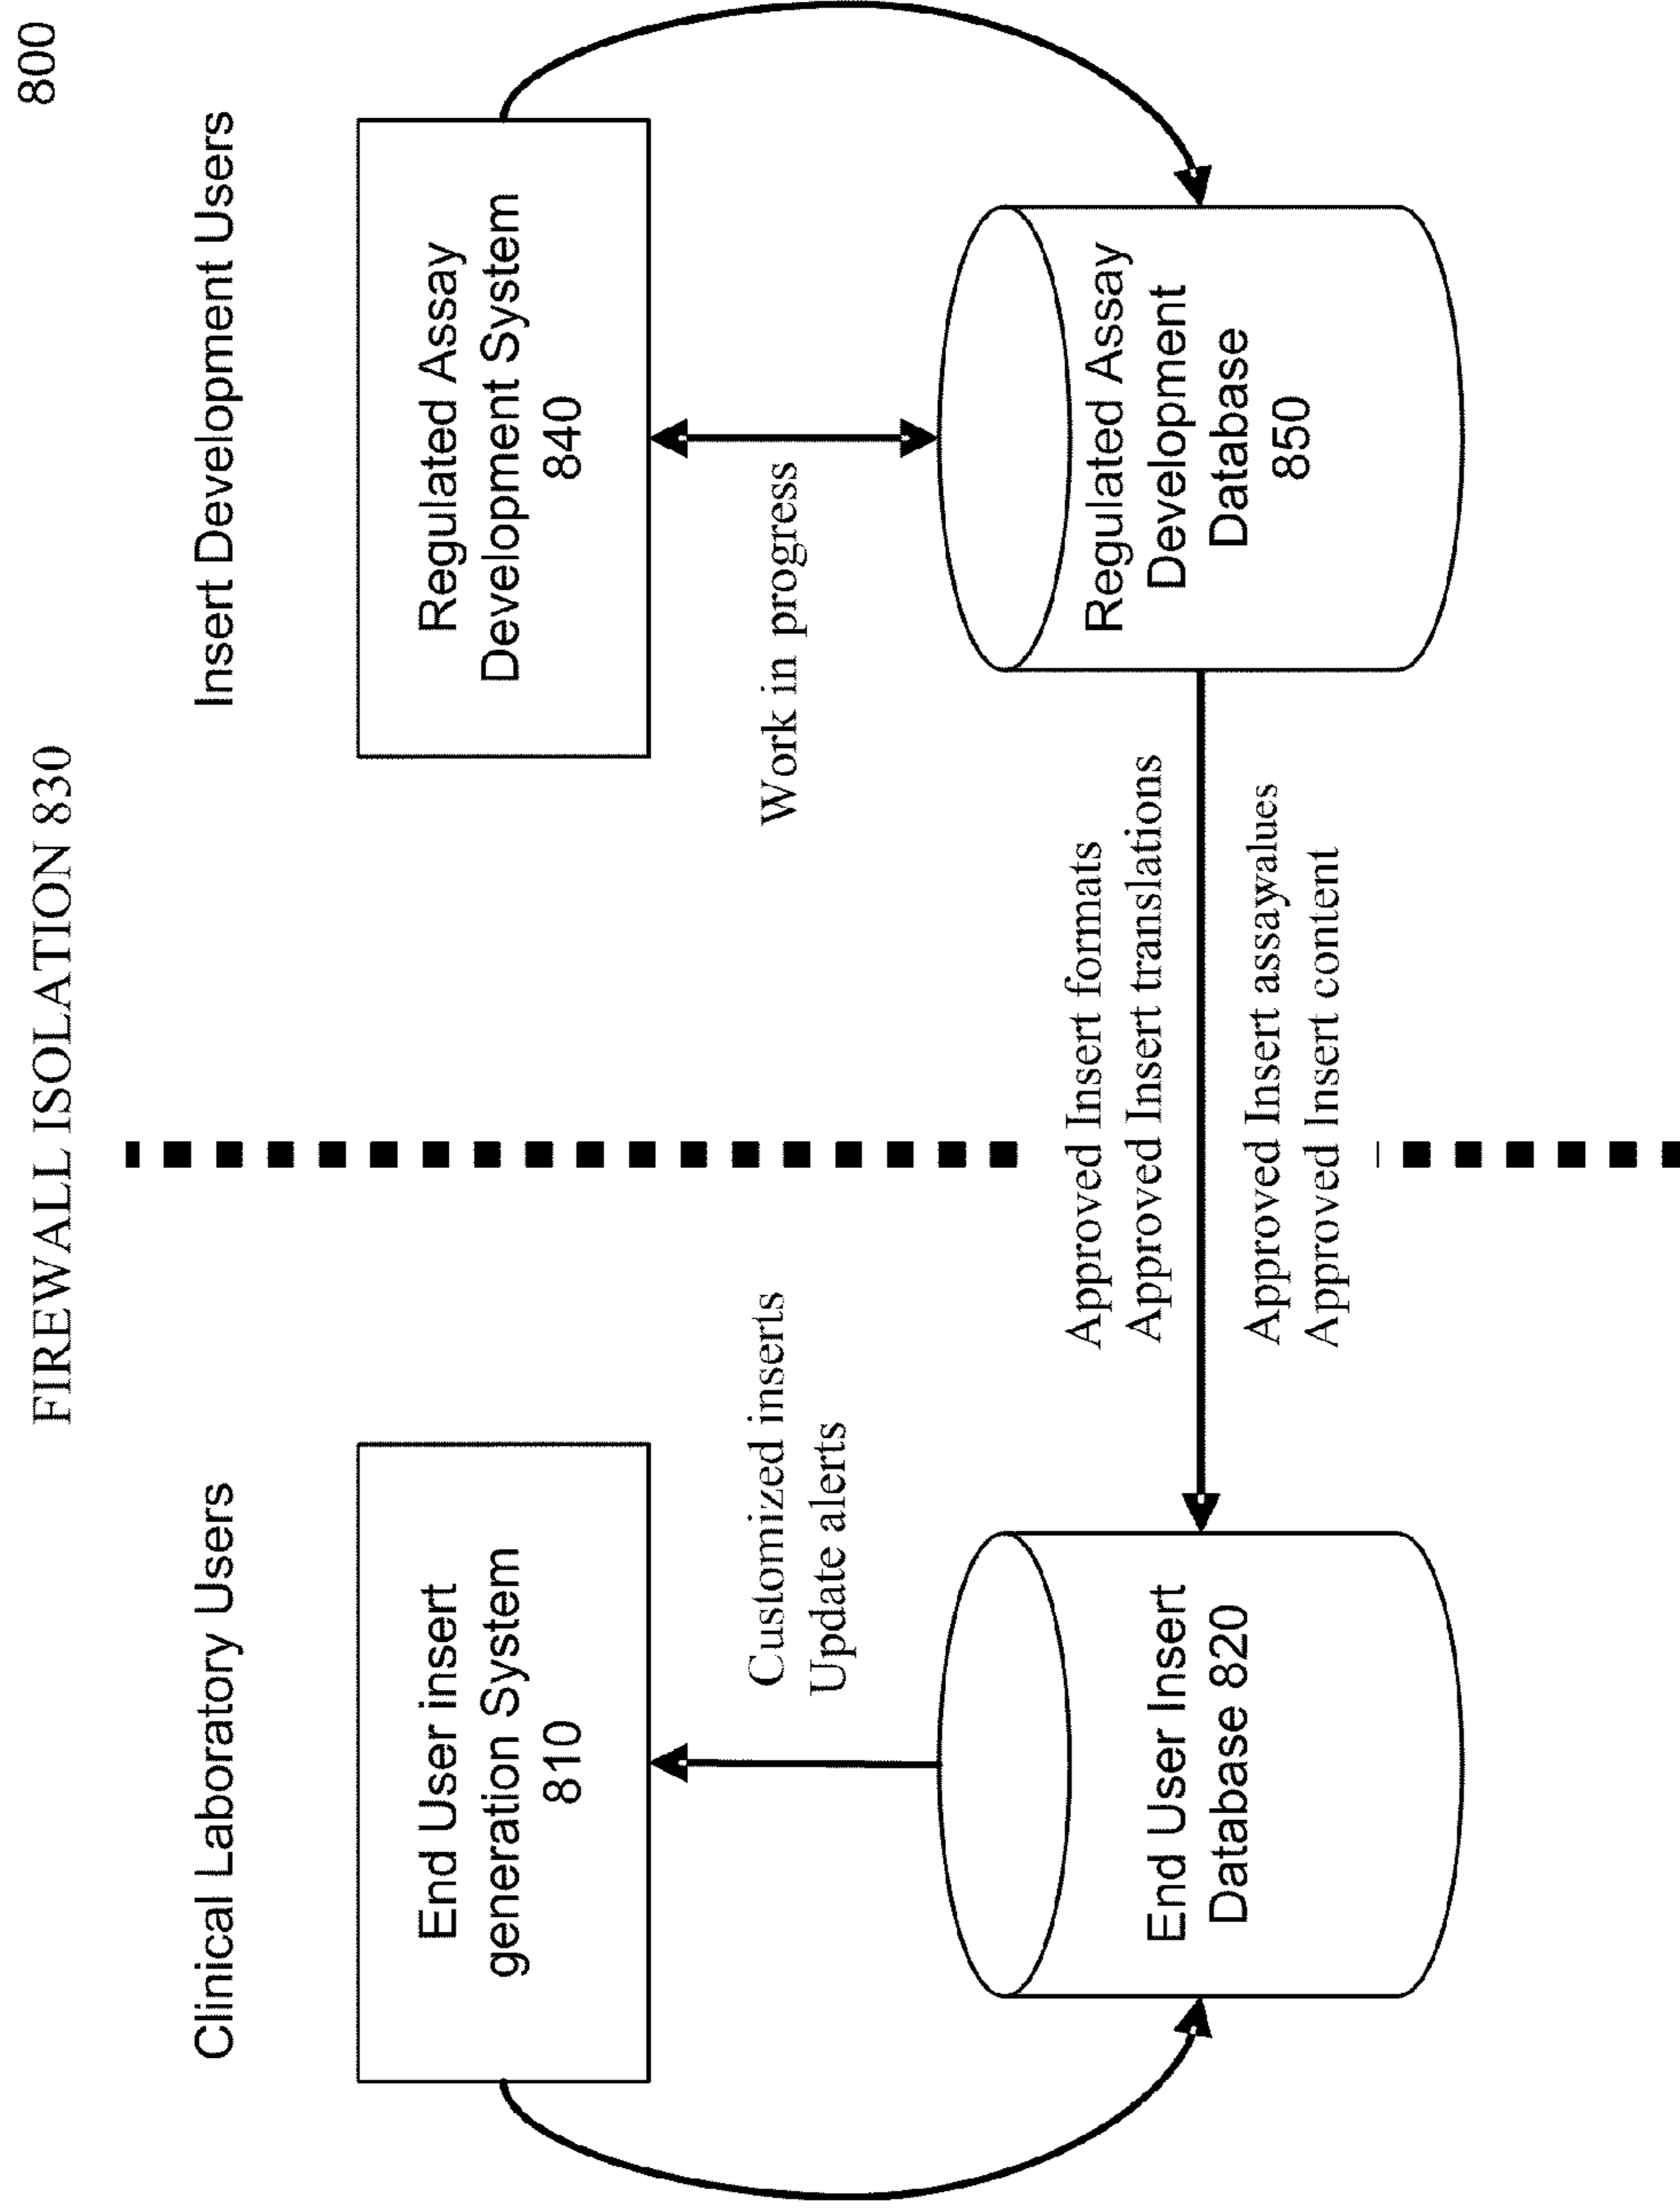 800
FIREWALL ISOLATION 830
Clinical Laboratory Users
Insert Development Users
End User insert
generation System
810
Regulated Assay
Development System
840
Customized inserts
Update alerts
Work in progress
Approved Insert formats
Approved Insert translations
Approved Insert assayvalues
Approved Insert content
End User Insert
Database 820
Regulated Assay
Development
Database
850